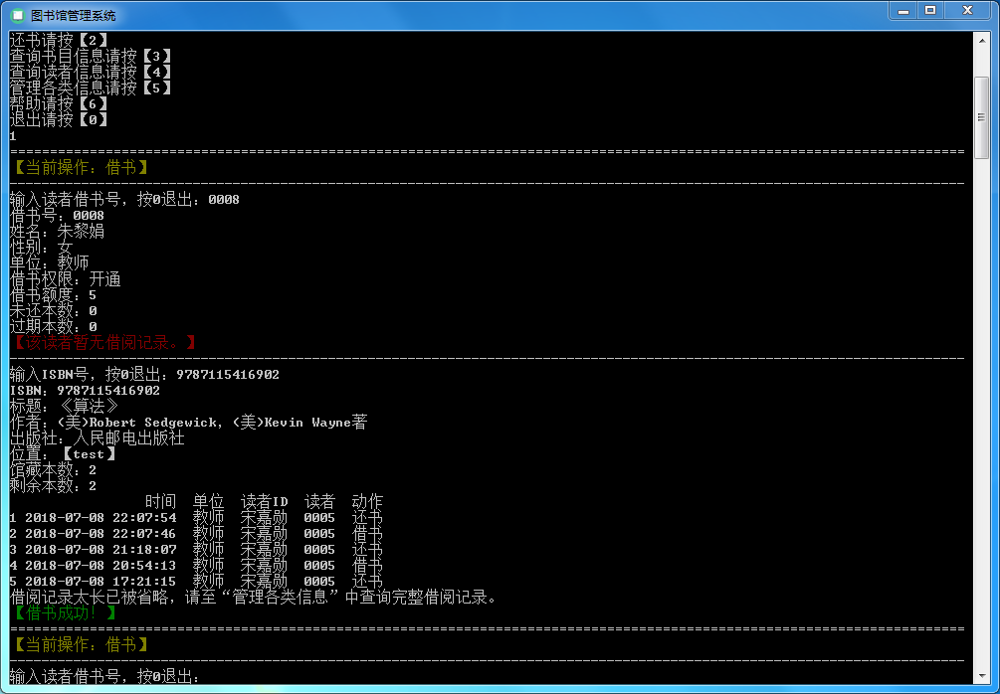 图书馆管理系统
还书请按【2】
查询书目信息请按【3】
查询读者信息请按【4】
管理各类信息请按【5】
帮助请按【6】
退出请按【0】
1
【当前操作：借书】
输入读者借书号，按0退出：0008
借书号：0008
姓名：朱黎娟
性别：女
单位：教师
借书权限：开通
借书额度：5
未还本数：0
过期本数：0
【该读者暂无借阅记录。】
输入ISBN号，按0退出：9787115416902
ISBN：9787115416902
标题：《算法》
作者：(美)Robert Sedgewick, (美)Kevin Wayne著
出版社：人民邮电出版社
位置：【test】
馆藏本数：2
剩余本数：2
时间 单位 读者ID 读者 动作
1 2018-07-08 22:07:54 教师 宋嘉勋 0005 还书
2 2018-07-08 22:07:46 教师 宋嘉勋 0005 借书
3 2018-07-08 21:18:07 教师 宋嘉勋 0005 还书
4 2018-07-08 20:54:13 教师 宋嘉勋 0005 借书
5 2018-07-08 17:21:15 教师 宋嘉勋 0005 还书
借阅记录太长已被省略，请至“管理各类信息”中查询完整借阅记录。
【借书成功！】
【当前操作：借书】
输入读者借书号，按0退出：